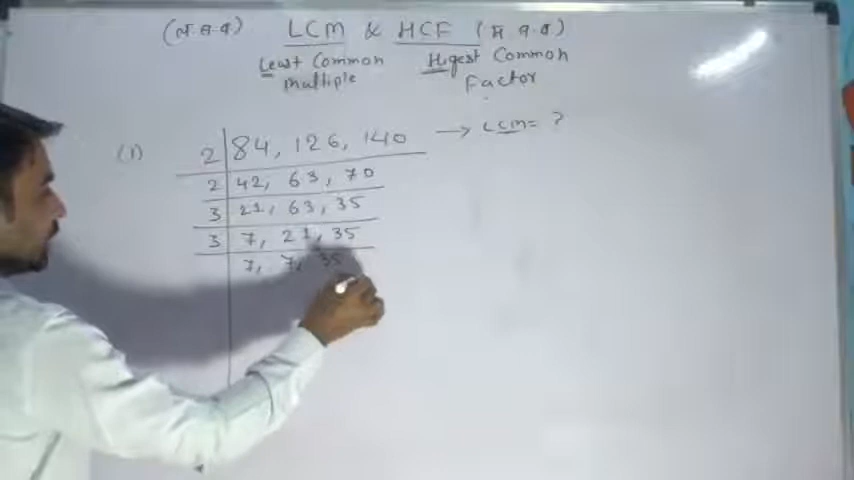 (ल.स.व) LCM & HCF (म.स.व)
Least Common Multiple
Higest Common Factor
(1) 2 | 84, 126, 140 → LCM = ?
2 | 42, 63, 70
3 | 21, 63, 35
3 | 7, 21, 35
7, 7, 35